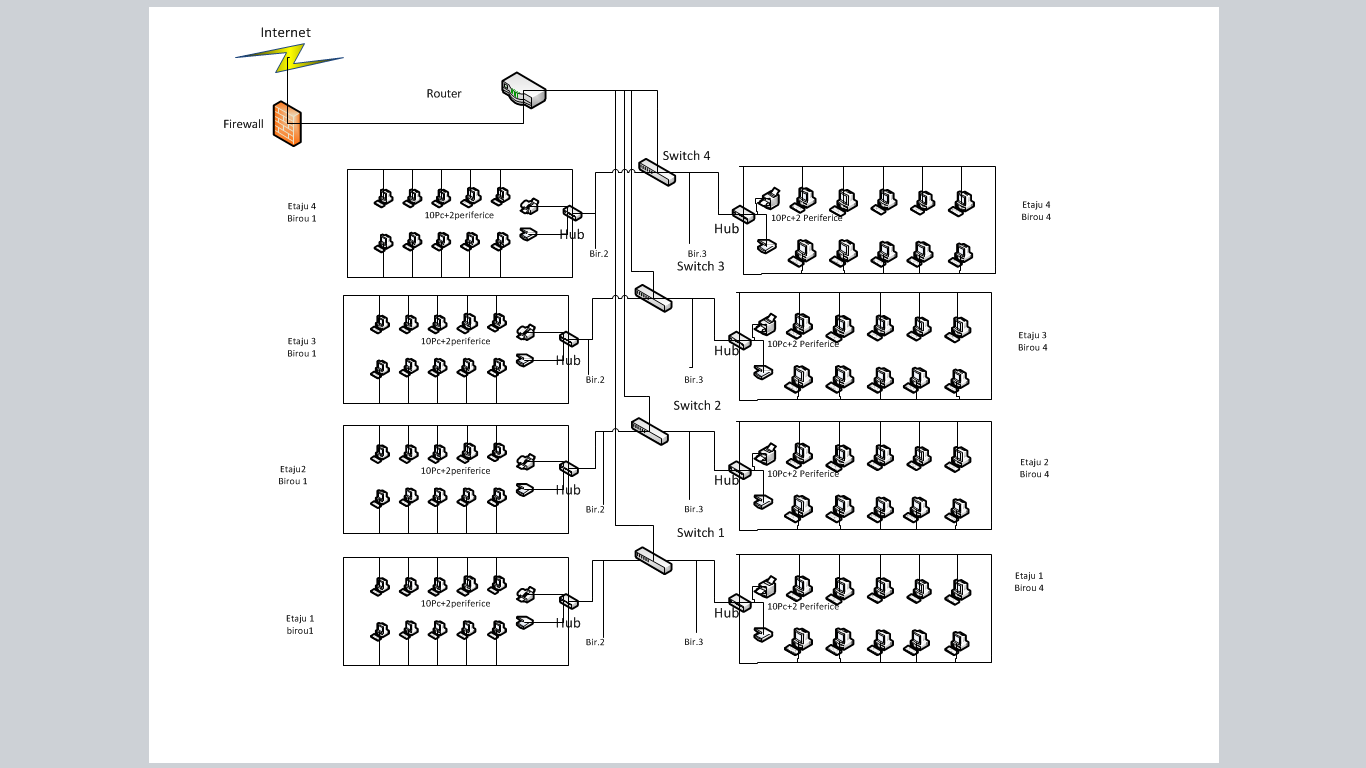 Internet
Router
Firewall
Switch 4
Etaju 4
Birou 1
10Pc+2periferice
Hub
Bir.2
Bir.3
Hub
10Pc+2 Periferice
Etaju 4
Birou 4
Switch 3
Etaju 3
Birou 1
10Pc+2periferice
Hub
Bir.2
Bir.3
Hub
10Pc+2 Periferice
Etaju 3
Birou 4
Switch 2
Etaju2
Birou 1
10Pc+2periferice
Hub
Bir.2
Bir.3
Hub
10Pc+2 Periferice
Etaju 2
Birou 4
Switch 1
Etaju 1
birou1
10Pc+2periferice
Hub
Bir.2
Bir.3
Hub
10Pc+2 Periferice
Etaju 1
Birou 4